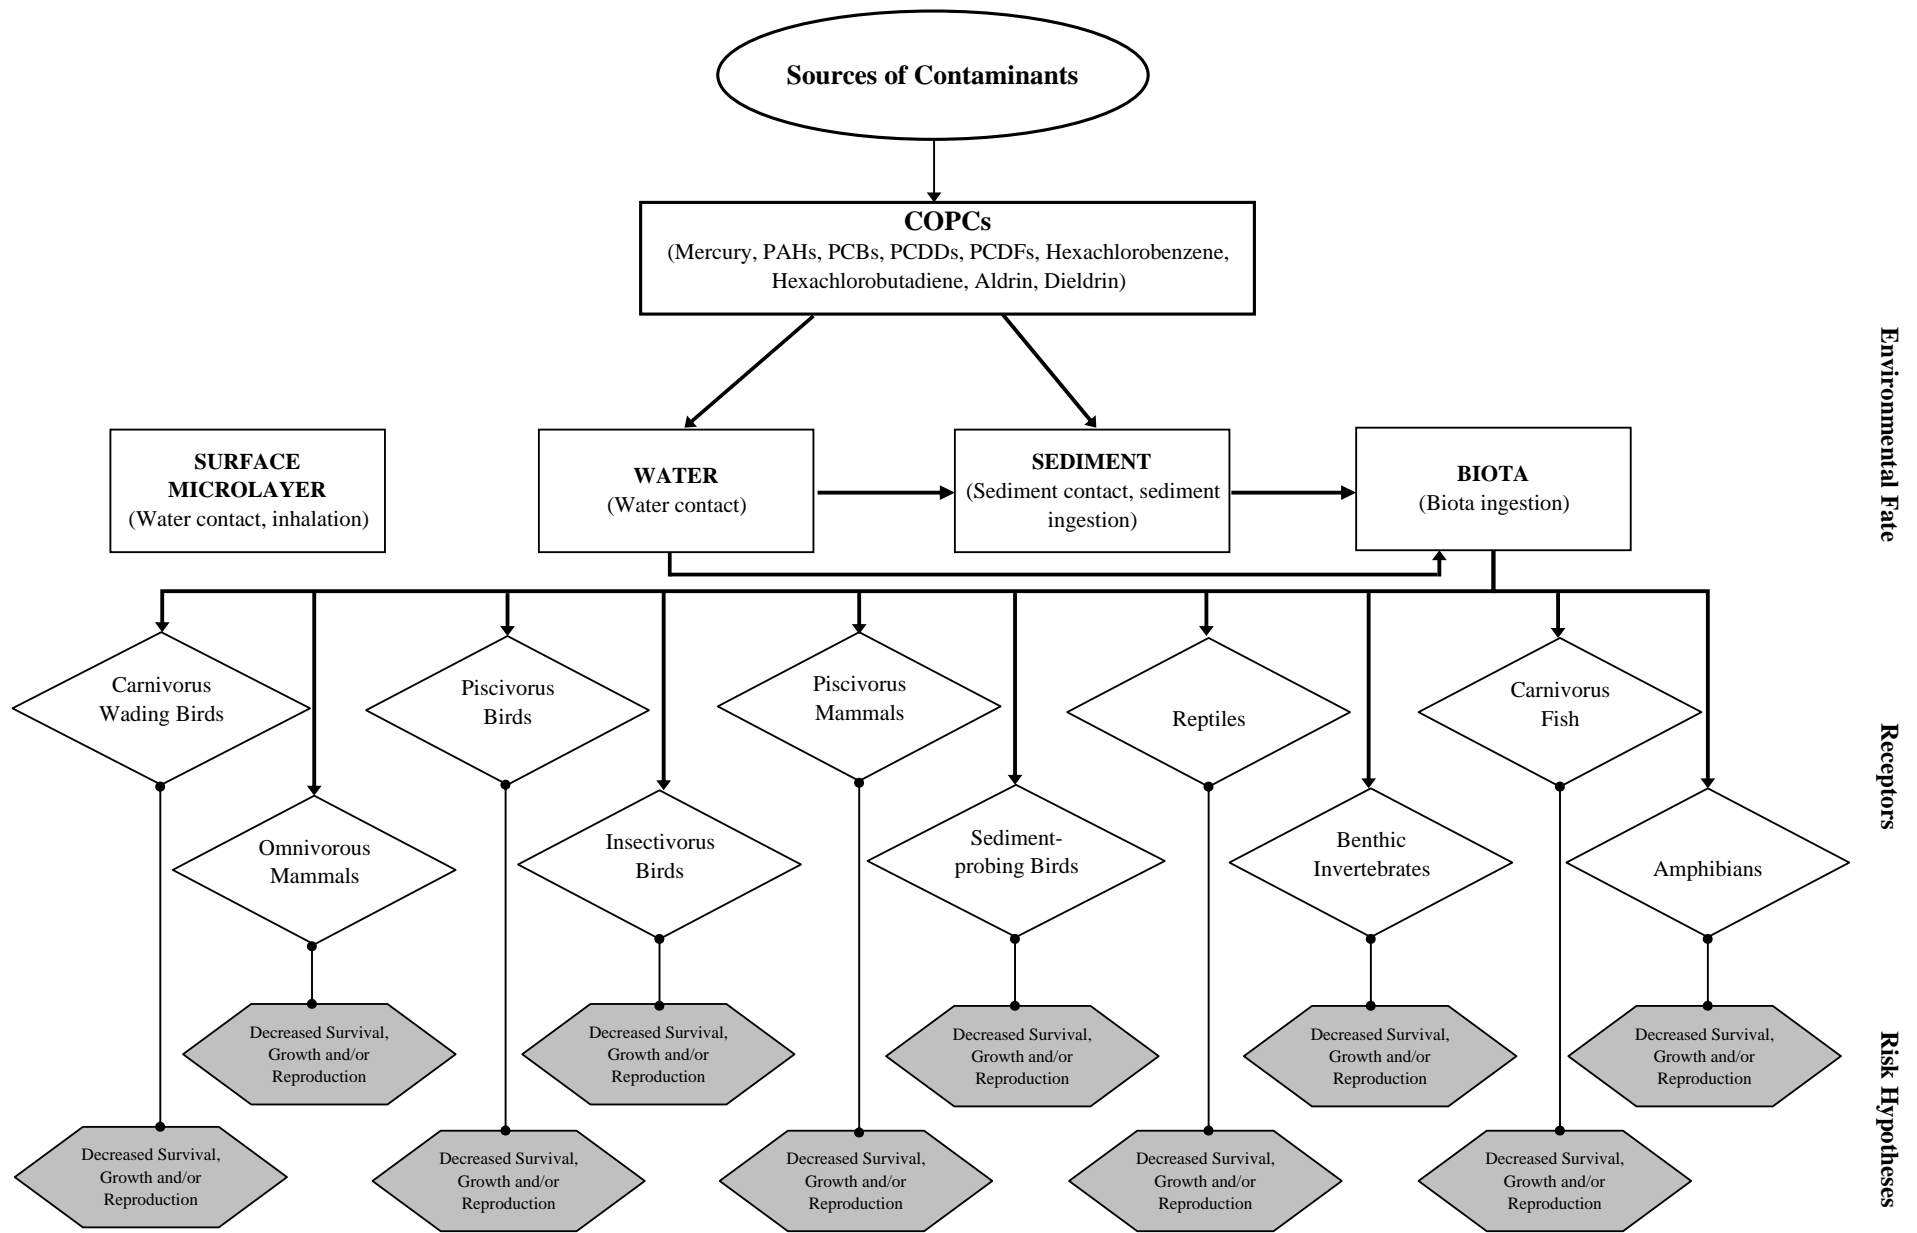 Sources of Contaminants
COPCs
(Mercury, PAHs, PCBs, PCDDs, PCDFs, Hexachlorobenzene,
Hexachlorobutadiene, Aldrin, Dieldrin)
Environmental Fate
SURFACE
MICROLAYER
(Water contact, inhalation)
WATER
(Water contact)
SEDIMENT
(Sediment contact, sediment
ingestion)
BIOTA
(Biota ingestion)
Carnivorus
Wading Birds
Piscivorus
Birds
Piscivorus
Mammals
Reptiles
Carnivorus
Fish
Receptors
Omnivorous
Mammals
Insectivorus
Birds
Sediment-
probing Birds
Benthic
Invertebrates
Amphibians
Decreased Survival,
Growth and/or
Reproduction
Decreased Survival,
Growth and/or
Reproduction
Decreased Survival,
Growth and/or
Reproduction
Decreased Survival,
Growth and/or
Reproduction
Decreased Survival,
Growth and/or
Reproduction
Risk Hypotheses
Decreased Survival,
Growth and/or
Reproduction
Decreased Survival,
Growth and/or
Reproduction
Decreased Survival,
Growth and/or
Reproduction
Decreased Survival,
Growth and/or
Reproduction
Decreased Survival,
Growth and/or
Reproduction